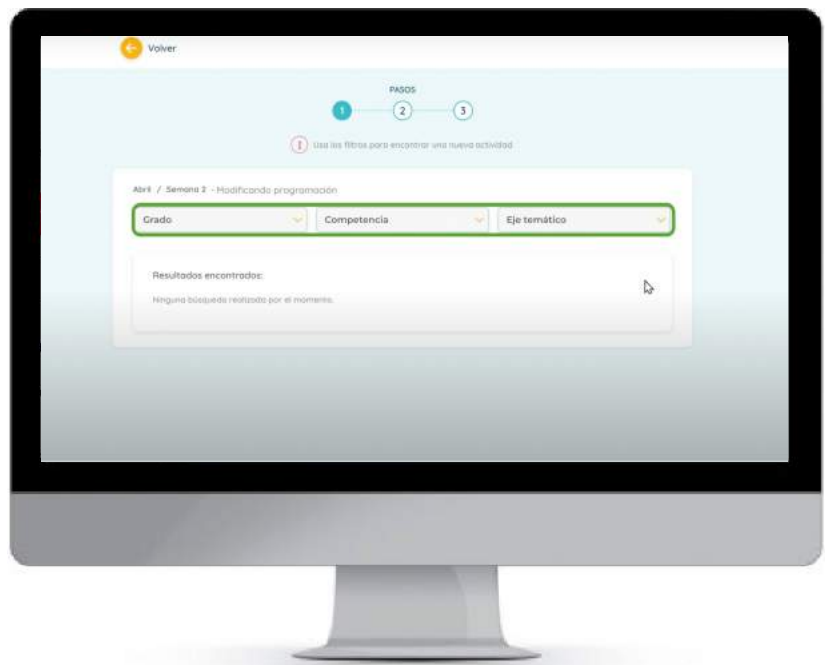 Volver
PASOS
1 2 3
Usa los filtros para encontrar una nueva actividad
Abril / Semana 2 - Modificando programación
Grado Competencia Eje temático
Resultados encontrados:
Ninguna búsqueda realizada por el momento.